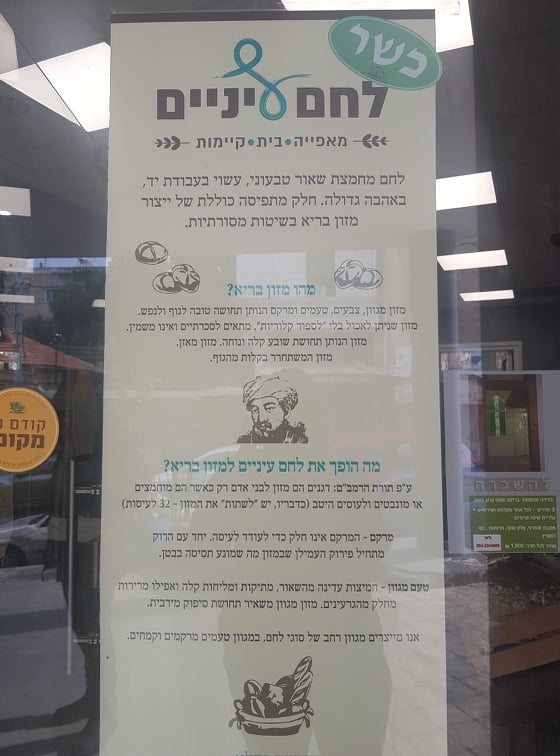 כשר
לחם עיניים
מאפייה•בית•קיימות
לחם מחמצת שאור טבעוני, עשוי בעבודת יד,
באהבה גדולה. חלק מתפיסה כוללת של ייצור
מזון בריא בשיטות מסורתיות.
מהו מזון בריא?
מזון מגוון, צבעים, טעמים ומרקם הנותן תחושה טובה לגוף ולנפש.
מזון שניתן לאכול בלי "לספור קלוריות", מתאים לסכרתיים ואינו משמין.
מזון הנותן תחושת שובע קלה ונוחה. מזון מאזן.
מזון המשתחרר בקלות מהגוף.
מה הופך את לחם עיניים למזון בריא?
ע"פ תורת הרמב"ם: דגנים הם מזון לבני אדם רק כאשר הם מוחמצים
או מונבטים ולעוסים היטב (כדבריו, יש "לשתות" את המזון - 32 לעיסות)
מרקם - המרקם אינו חלק כדי לעודד לעיסה. יחד עם הרוק
מתחיל פירוק העמילן שבמזון מה שמונע תסיסה בבטן.
טעם מגוון - חמיצות עדינה מהשאור, מתיקות ומליחות קלה ואפילו מרירות
מחלק מהגרעינים. מזון מגוון משאיר תחושת סיפוק מירבית.
אנו מייצרים מגוון רחב של סוגי לחם, במגוון טעמים מרקמים וקמחים.
קודם
להשכרה